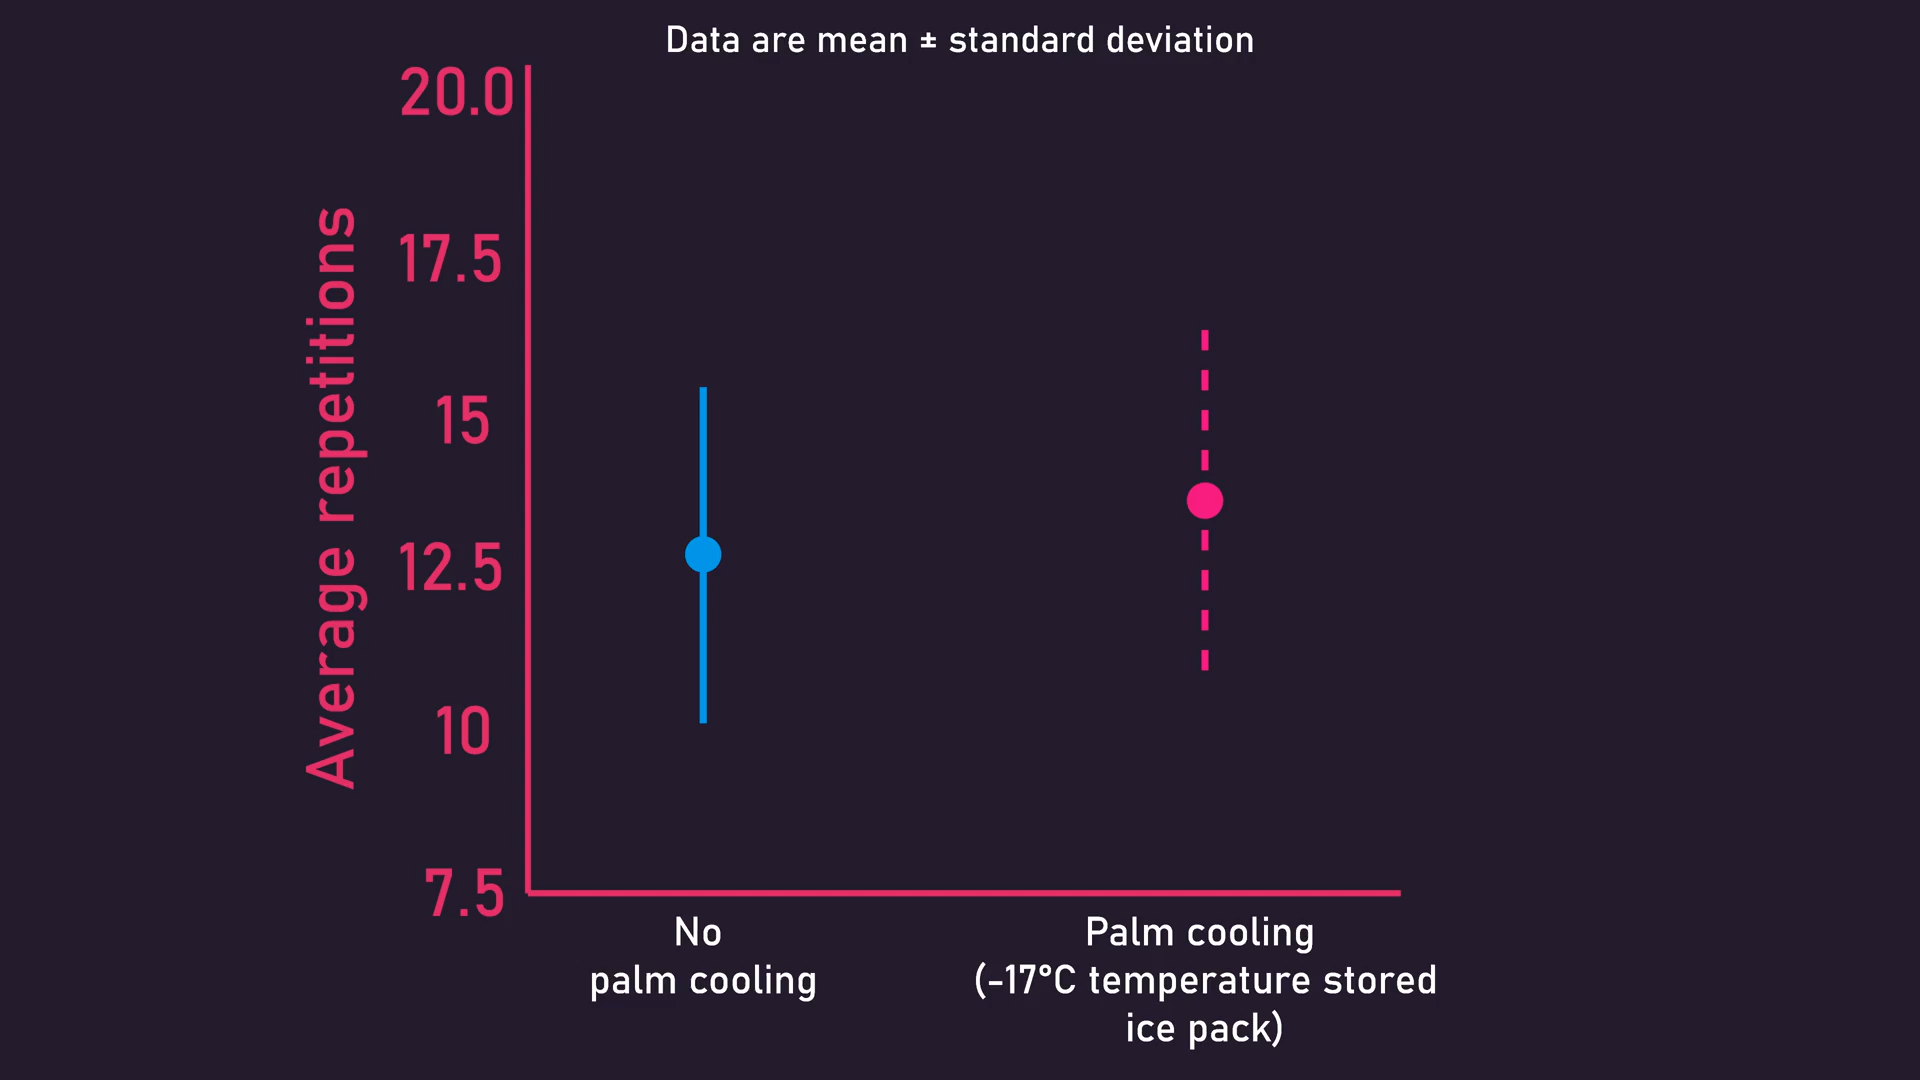 Data are mean ± standard deviation
20.0
17.5
15
12.5
10
7.5
Average repetitions
No
palm cooling
Palm cooling
(-17°C temperature stored
ice pack)